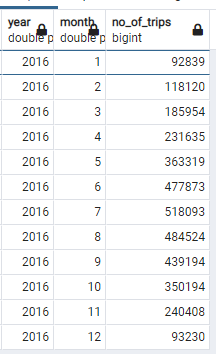 year month no_of_trips
double p double p bigint
2016 1 92839
2016 2 118120
2016 3 185954
2016 4 231635
2016 5 363319
2016 6 477873
2016 7 518093
2016 8 484524
2016 9 439194
2016 10 350194
2016 11 240408
2016 12 93230